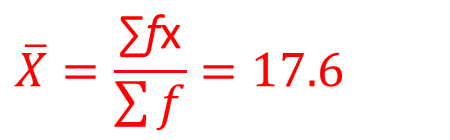 X̄ = ∑fx / ∑f = 17.6